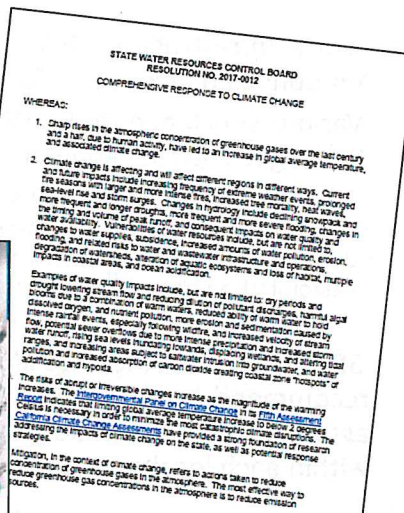 STATE WATER RESOURCES CONTROL BOARD
RESOLUTION NO. 2017-0012
COMPREHENSIVE RESPONSE TO CLIMATE CHANGE
WHEREAS:
1. Sharp rises in the atmospheric concentration of greenhouse gases over the last century
and a half, due to human activity, have led to an increase in global average temperature,
and associated climate change.
2. Climate change is affecting and will affect different regions in different ways. Current
and future impacts include increasing frequency of extreme weather events, prolonged
fire seasons with larger and more intense fires, increased tree mortality, heat waves,
sea-level rise and storm surges. Changes in hydrology include declining snowpack and
more frequent and longer droughts, more frequent and more severe flooding, changes in
the timing and volume of peak runoff, and consequent impacts on water quality and
water availability. Vulnerabilities of water resources include, but are not limited to,
changes to water supplies, subsidence, increased amounts of water pollution, erosion,
flooding, and related risks to water and wastewater infrastructure and operations,
degradation of watersheds, alteration of aquatic ecosystems and loss of habitat, multiple
impacts in coastal areas, and ocean acidification.
Examples of water quality impacts include, but are not limited to: dry periods and
drought lowering stream flow and reducing dilution of pollutant discharges, harmful algal
blooms due to a combination of warm waters, reduced ability of warm water to hold
dissolved oxygen, and nutrient pollution, more erosion and sedimentation caused by
intense rainfall events, especially following wildfire, and increased velocity of stream
flow, potential sewer overflows due to more intense precipitation and increased storm
water runoff, rising sea levels inundating lowlands, displacing wetlands, and altering tidal
ranges, and increasing areas subject to saltwater intrusion into groundwater, and water
pollution and increased absorption of carbon dioxide creating coastal zone "hotspots" of
acidification and hypoxia.
The risks of abrupt or irreversible changes increase as the magnitude of the warming
increases. The Intergovernmental Panel on Climate Change in its Fifth Assessment
Report indicates that limiting global average temperature increase to below 2 degrees
Celsius is necessary in order to minimize the most catastrophic climate disruptions. The
California Climate Change Assessments have provided a strong foundation of research
addressing the impacts of climate change on the state, as well as potential response
strategies.
Mitigation, in the context of climate change, refers to actions taken to reduce
concentration of greenhouse gases in the atmosphere. The most effective way to
reduce greenhouse gas concentrations in the atmosphere is to reduce emission
sources.